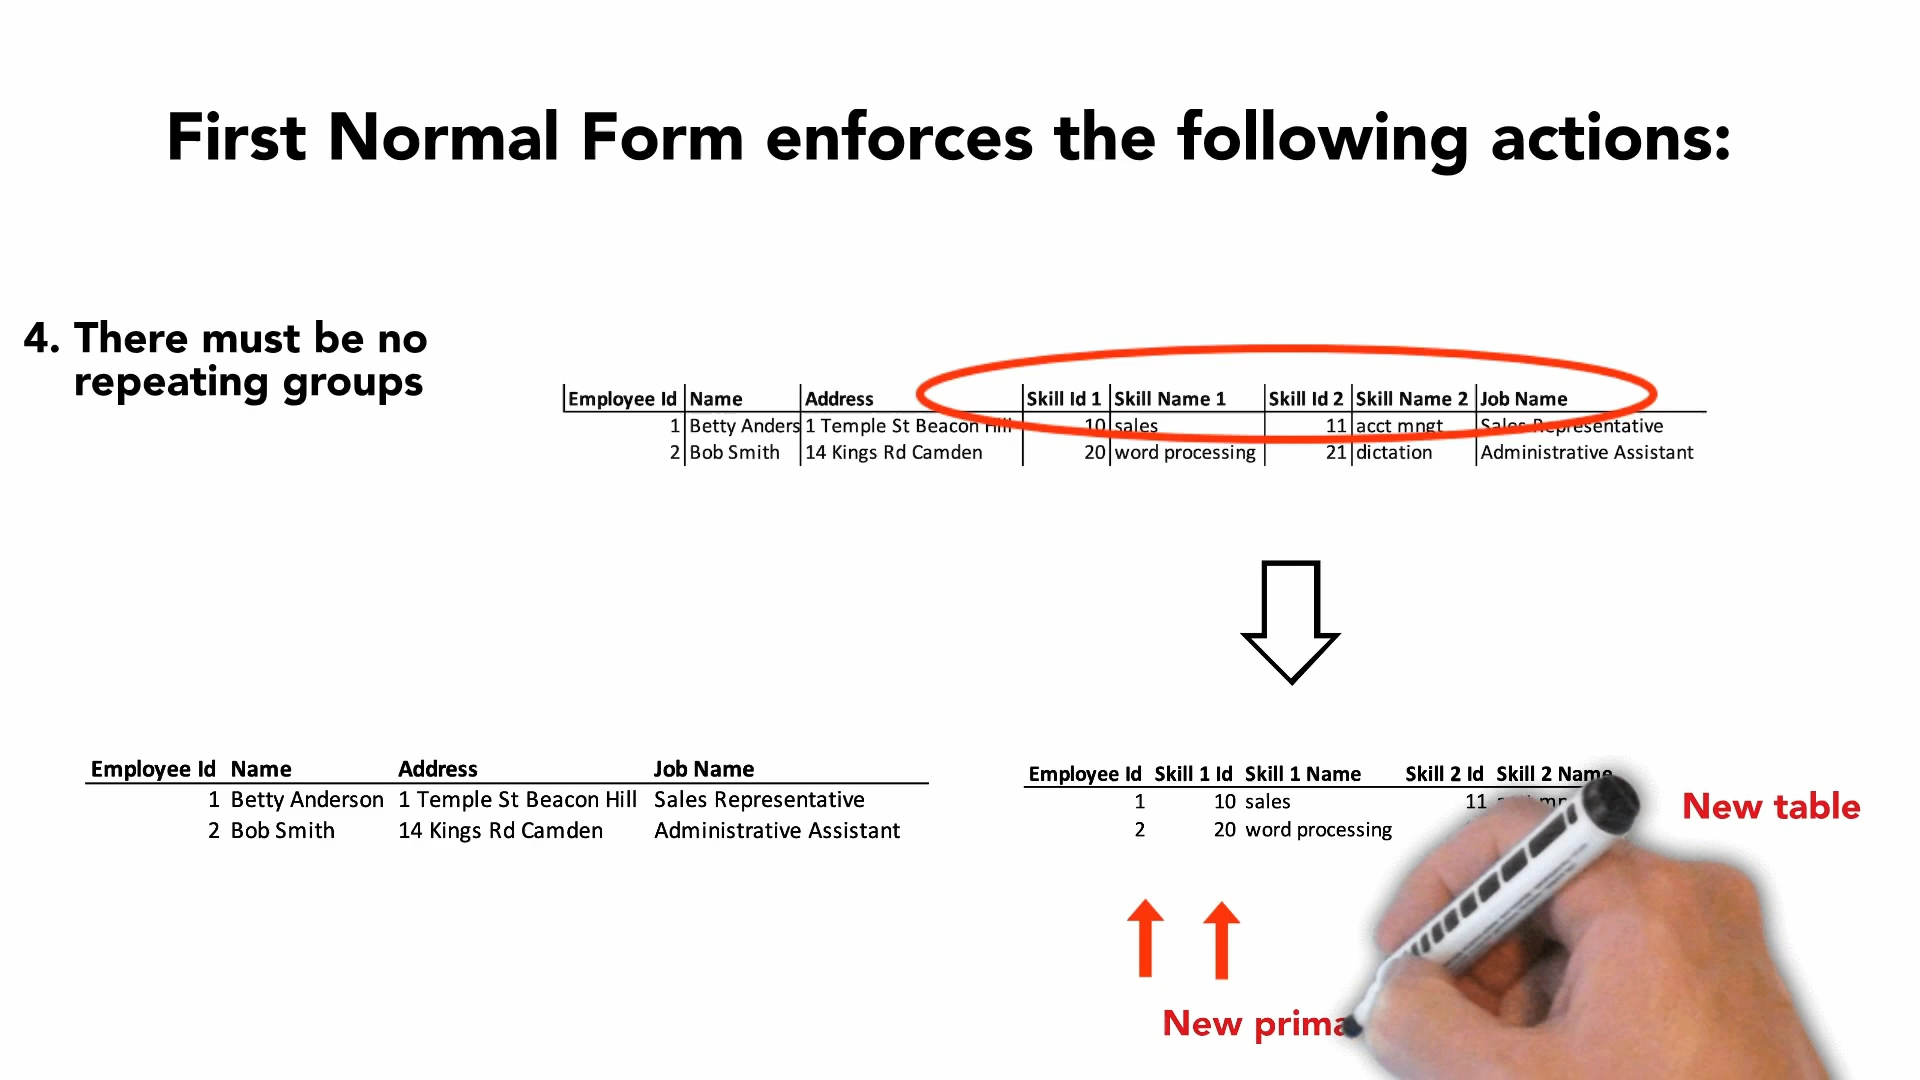 First Normal Form enforces the following actions:
4. There must be no
repeating groups
Employee Id Name Address Skill Id 1 Skill Name 1 Skill Id 2 Skill Name 2 Job Name
1 Betty Anders 1 Temple St Beacon Hill 10 sales 11 acct mngt Sales Representative
2 Bob Smith 14 Kings Rd Camden 20 word processing 21 dictation Administrative Assistant
Employee Id Name Address Job Name
1 Betty Anderson 1 Temple St Beacon Hill Sales Representative
2 Bob Smith 14 Kings Rd Camden Administrative Assistant
Employee Id Skill 1 Id Skill 1 Name Skill 2 Id Skill 2 Name
1 10 sales 11
2 20 word processing
New table
New prima